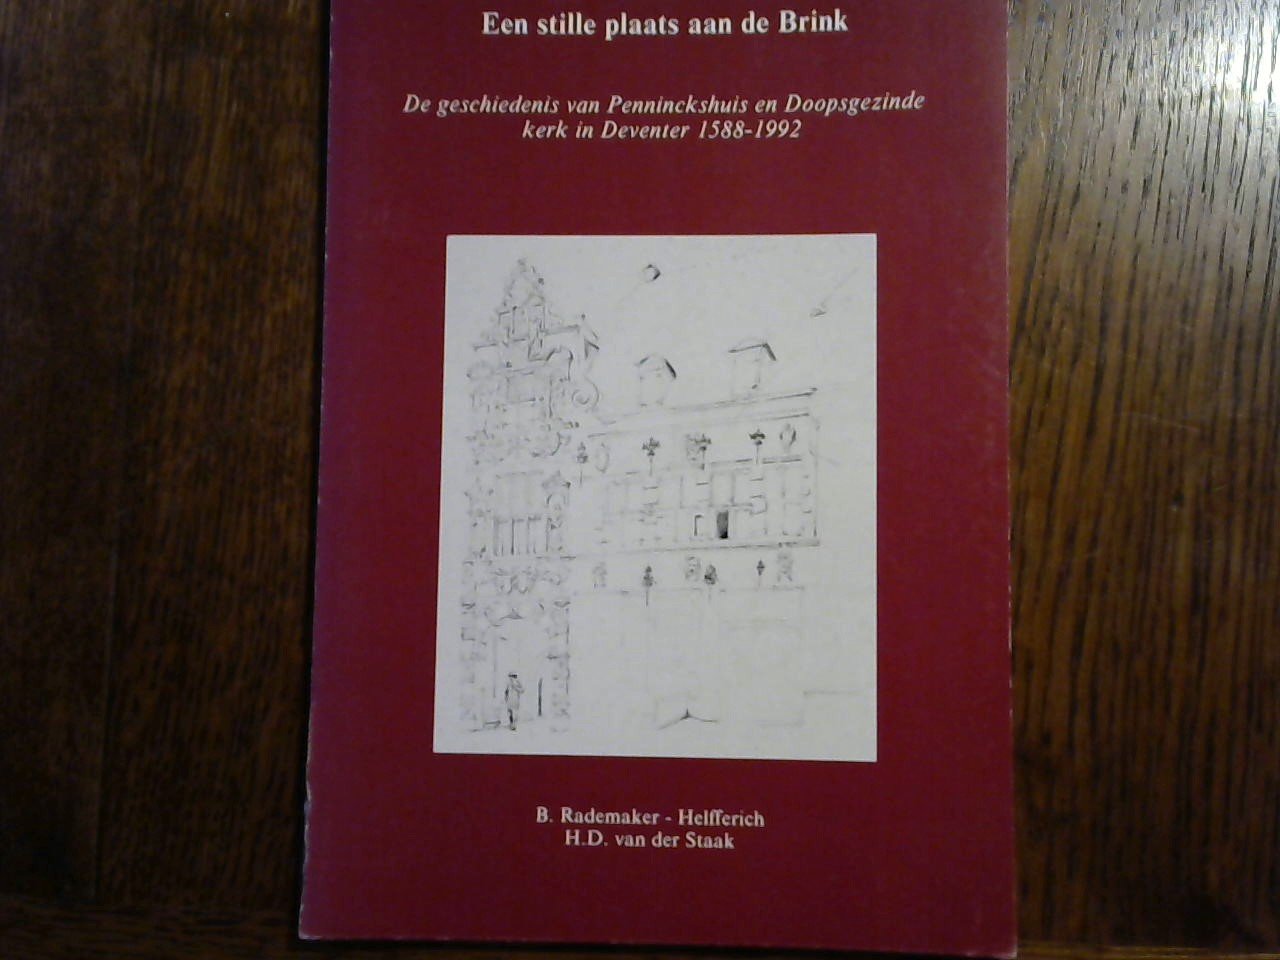 Een stille plaats aan de Brink
De geschiedenis van Penninckshuis en Doopsgezinde
kerk in Deventer 1588-1992
B. Rademaker - Helfferich
H.D. van der Staak